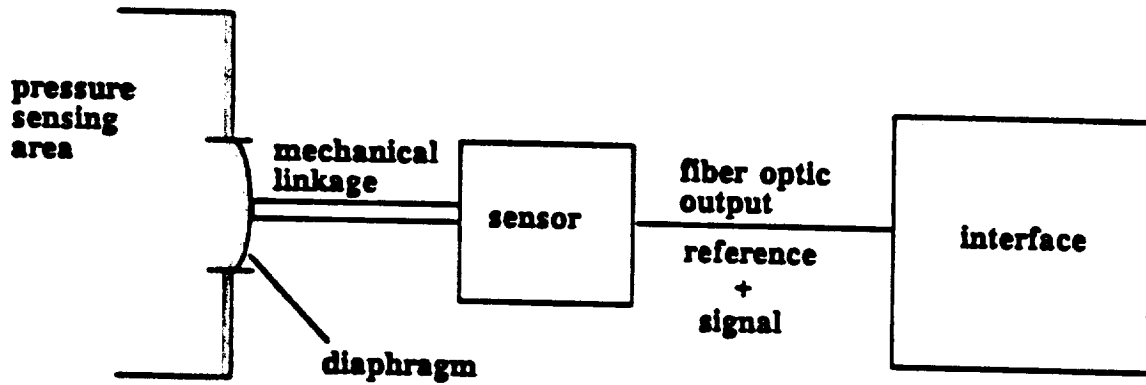 pressure
sensing
area
mechanical
linkage
sensor
fiber optic
output
reference
+
signal
interface
diaphragm